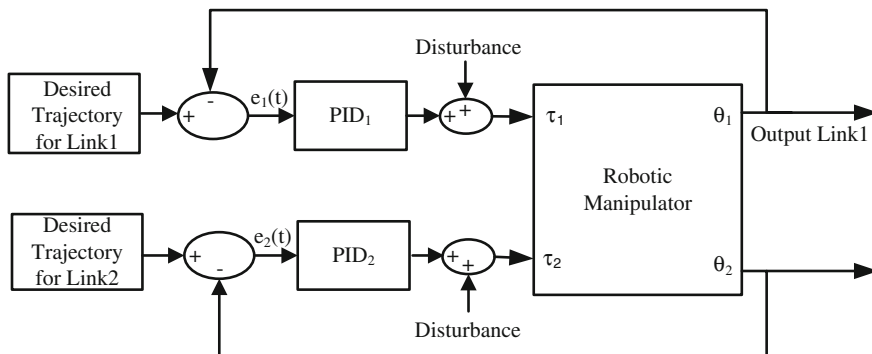 Disturbance
Desired
Trajectory
for Link1
+
-
e₁(t)
PID₁
+
+
τ₁
θ₁
Output Link1
Robotic
Manipulator
Desired
Trajectory
for Link2
+
-
e₂(t)
PID₂
+
+
τ₂
θ₂
Disturbance